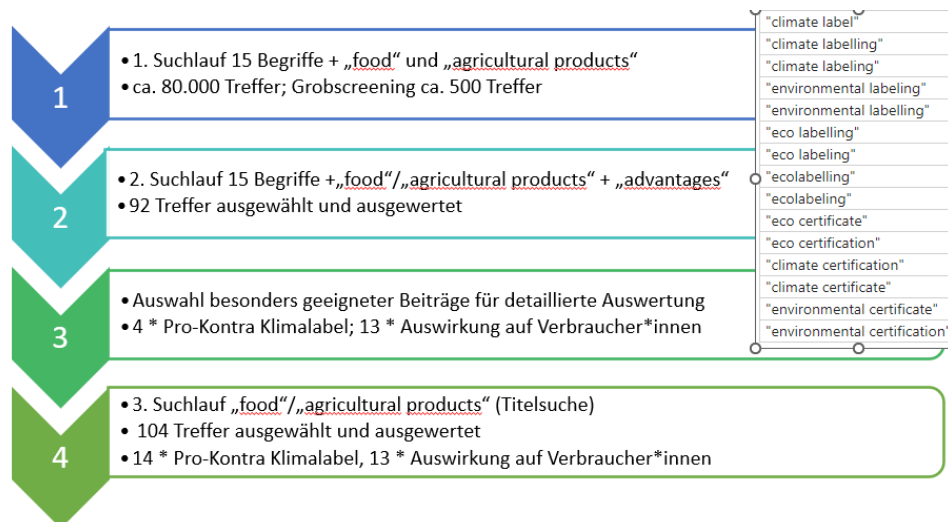 1
• 1. Suchlauf 15 Begriffe + „food“ und „agricultural products“
• ca. 80.000 Treffer; Grobscreening ca. 500 Treffer
2
• 2. Suchlauf 15 Begriffe +„food“/„agricultural products“ + „advantages“
• 92 Treffer ausgewählt und ausgewertet
3
• Auswahl besonders geeigneter Beiträge für detaillierte Auswertung
• 4 * Pro-Kontra Klimalabel; 13 * Auswirkung auf Verbraucher*innen
4
• 3. Suchlauf „food“/„agricultural products“ (Titelsuche)
• 104 Treffer ausgewählt und ausgewertet
• 14 * Pro-Kontra Klimalabel, 13 * Auswirkung auf Verbraucher*innen
"climate label"
"climate labelling"
"climate labeling"
"environmental labeling"
"environmental labelling"
"eco labelling"
"eco labeling"
"ecolabelling"
"ecolabeling"
"eco certificate"
"eco certification"
"climate certification"
"climate certificate"
"environmental certificate"
"environmental certification"